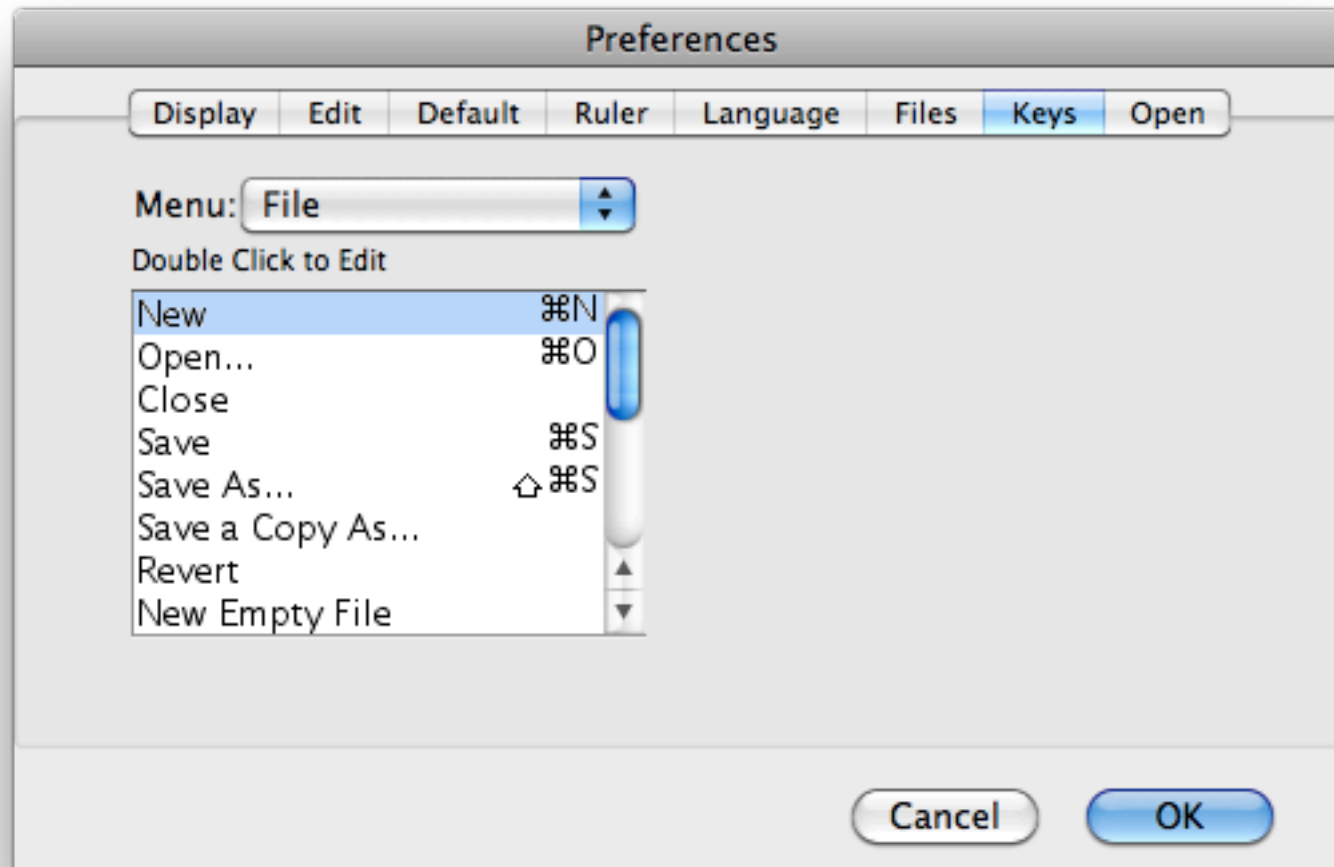 Preferences
Display Edit Default Ruler Language Files Keys Open
Menu: File
Double Click to Edit
New ⌘N
Open... ⌘O
Close
Save ⌘S
Save As... ⇧⌘S
Save a Copy As...
Revert
New Empty File
Cancel OK